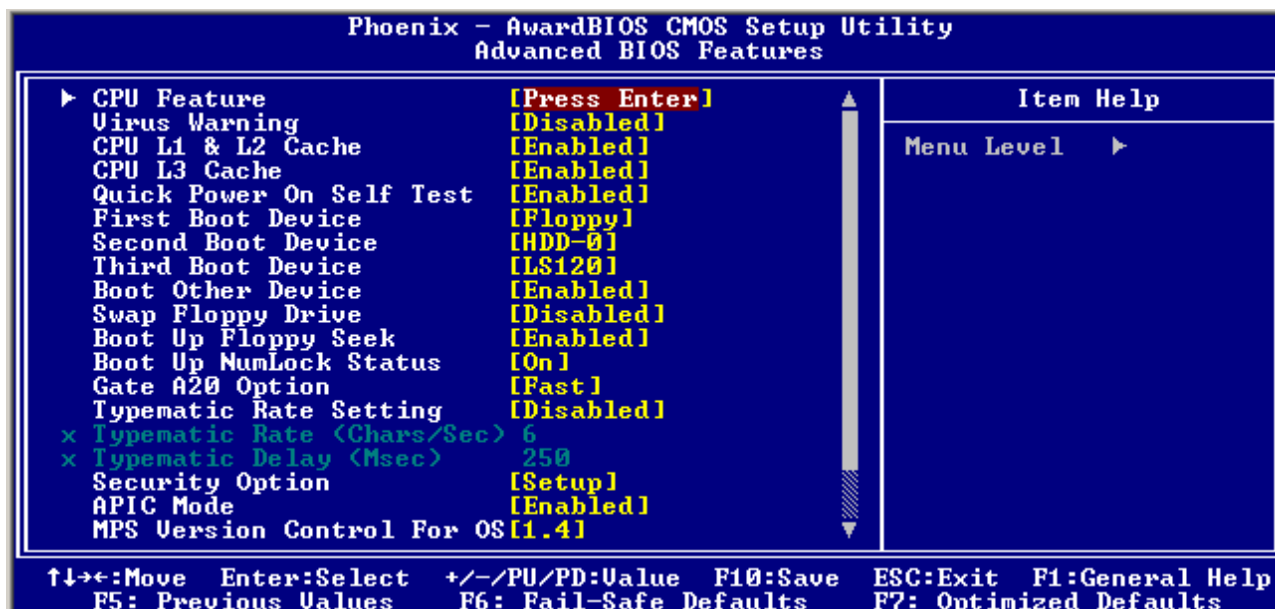 Phoenix - AwardBIOS CMOS Setup Utility
Advanced BIOS Features
► CPU Feature [Press Enter]
Virus Warning [Disabled]
CPU L1 & L2 Cache [Enabled]
CPU L3 Cache [Enabled]
Quick Power On Self Test [Enabled]
First Boot Device [Floppy]
Second Boot Device [HDD-0]
Third Boot Device [LS120]
Boot Other Device [Enabled]
Swap Floppy Drive [Disabled]
Boot Up Floppy Seek [Enabled]
Boot Up NumLock Status [On]
Gate A20 Option [Fast]
Typematic Rate Setting [Disabled]
x Typematic Rate (Chars/Sec) 6
x Typematic Delay (Msec) 250
Security Option [Setup]
APIC Mode [Enabled]
MPS Version Control For OS[1.4]
Item Help
Menu Level ►
↑↓→←:Move Enter:Select +/-/PU/PD:Value F10:Save ESC:Exit F1:General Help
F5: Previous Values F6: Fail-Safe Defaults F7: Optimized Defaults